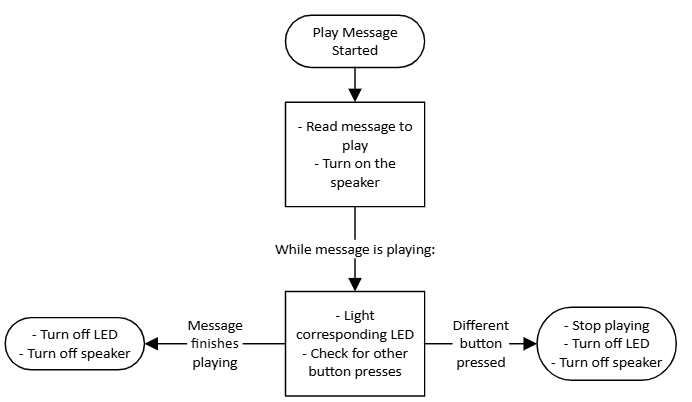 Play Message
Started
- Read message to
play
- Turn on the
speaker
While message is playing:
- Light
corresponding LED
- Check for other
button presses
Message
finishes
playing
- Turn off LED
- Turn off speaker
Different
button
pressed
- Stop playing
- Turn off LED
- Turn off speaker